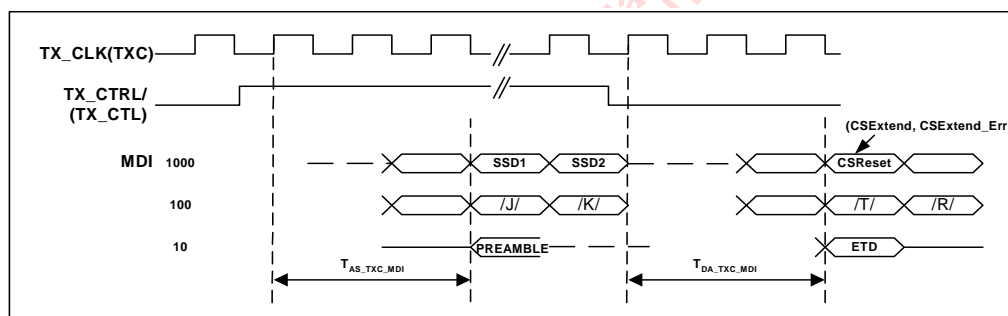 TX_CLK(TXC)
TX_CTRL/
(TX_CTL)
(CSExtend, CSExtend_Err
MDI 1000 SSD1 SSD2 CSReset
100 /J/ /K/ /T/ /R/
10 PREAMBLE ETD
TAS_TXC_MDI TDA_TXC_MDI